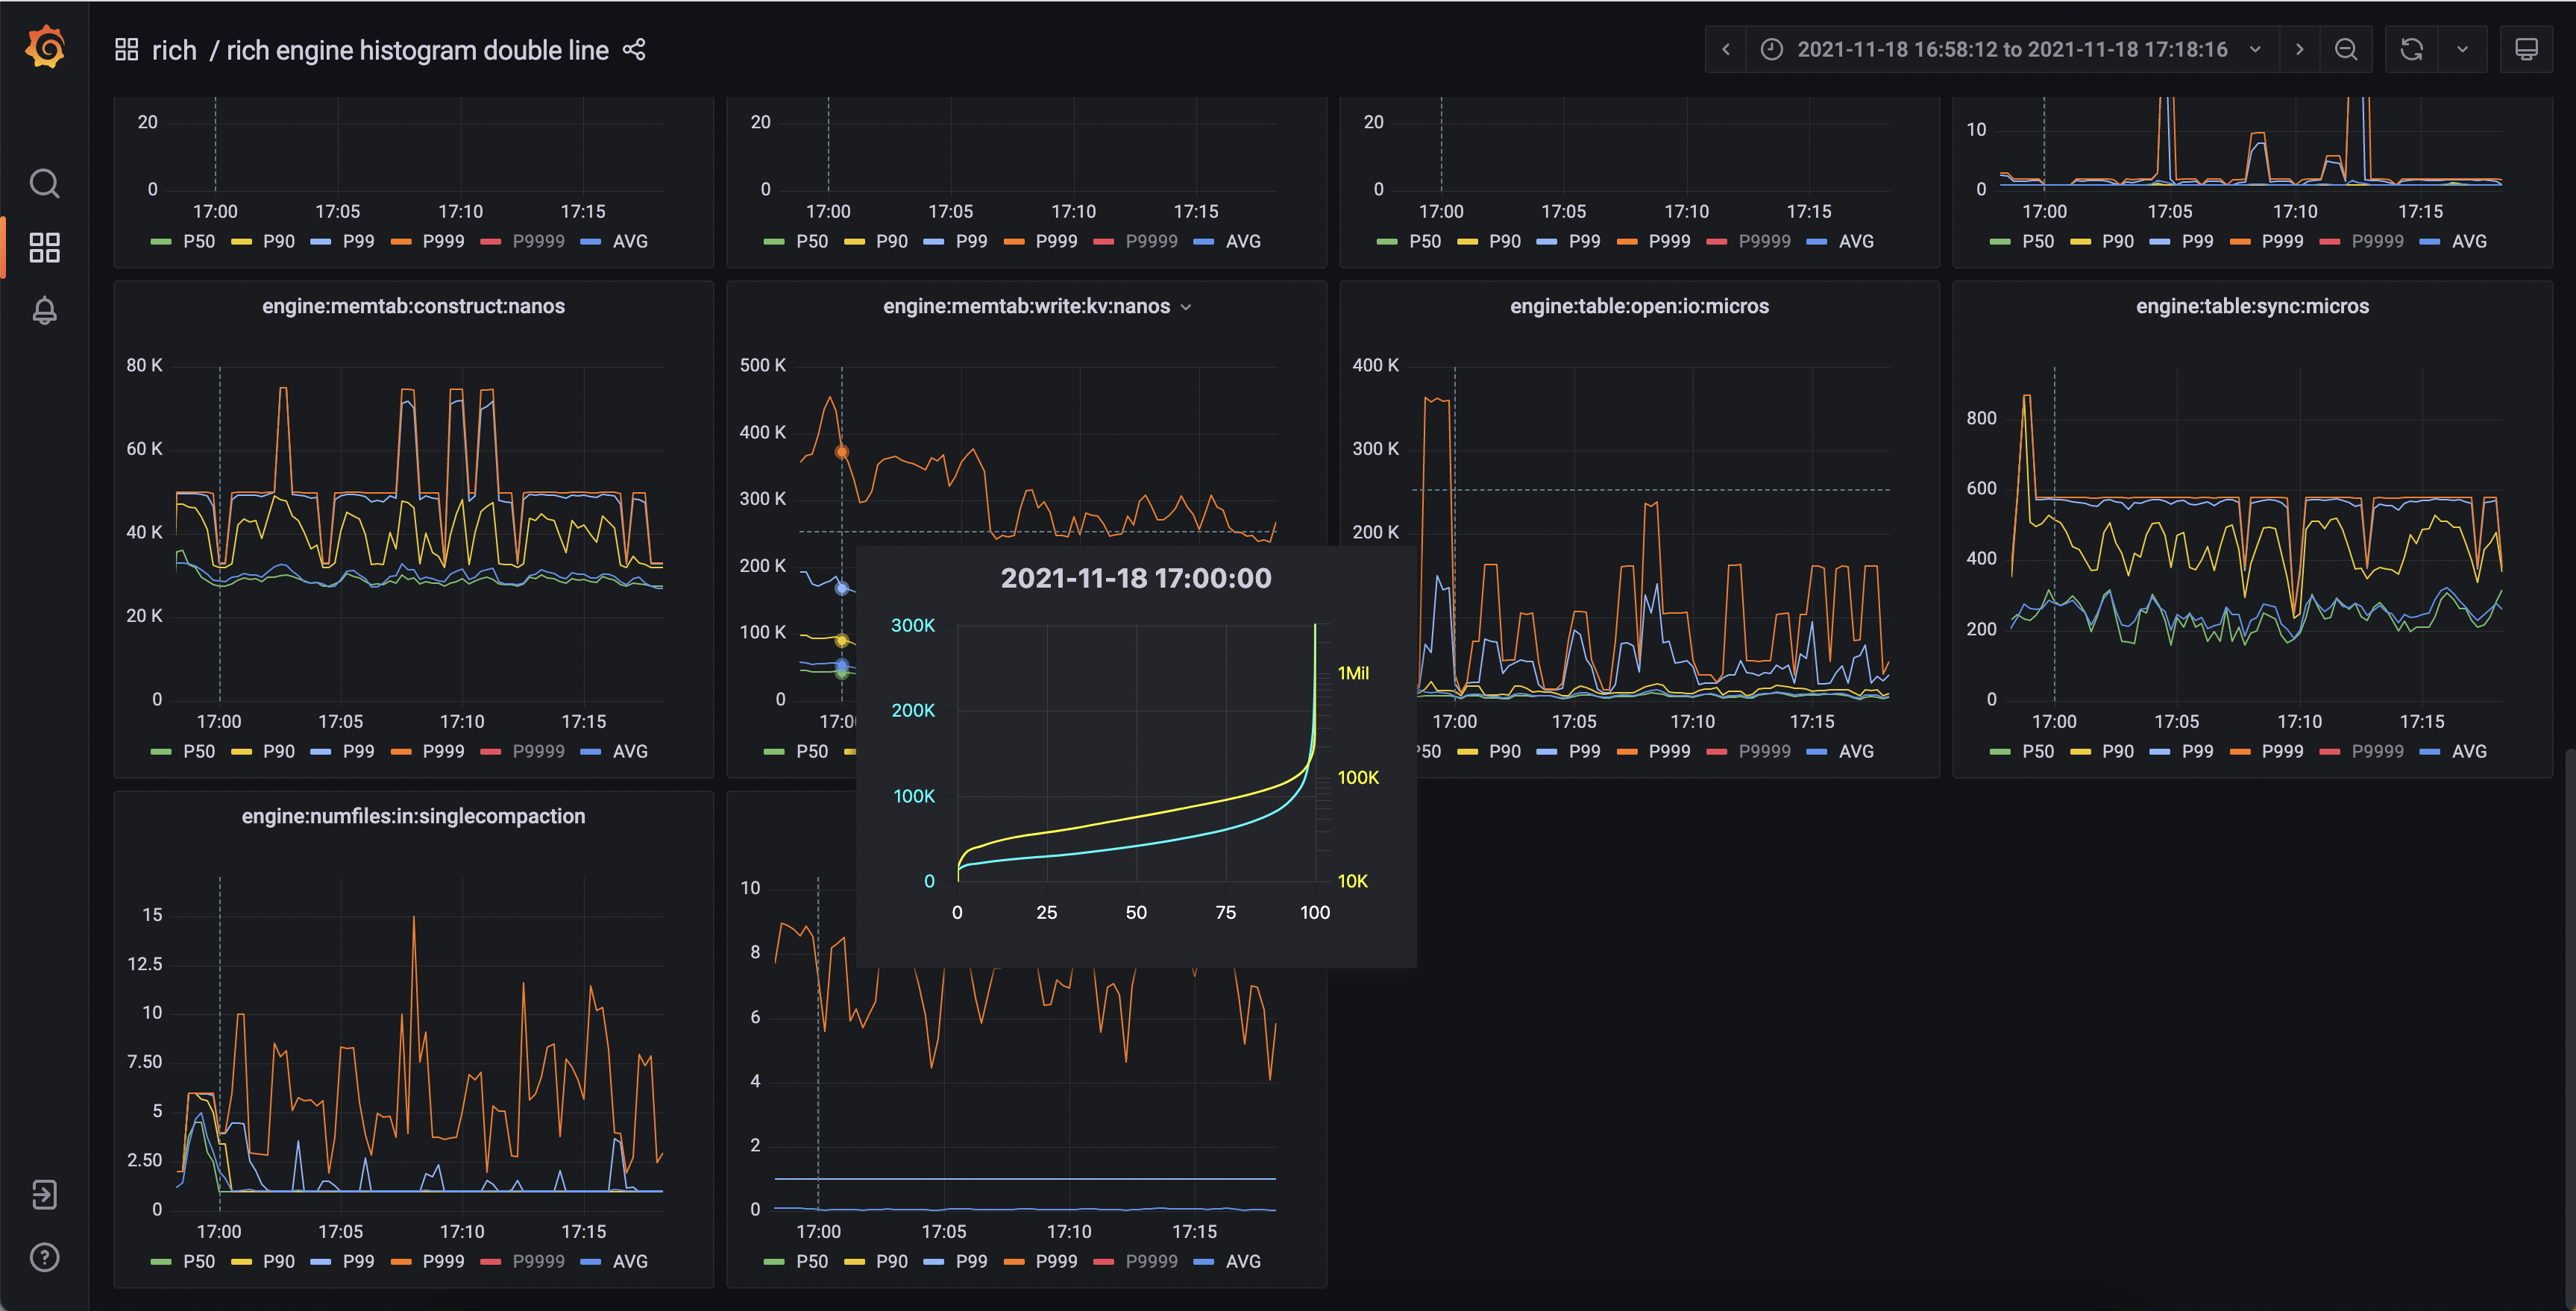 rich / rich engine histogram double line
2021-11-18 16:58:12 to 2021-11-18 17:18:16
20
0
17:00 17:05 17:10 17:15
P50 P90 P99 P999 P9999 AVG
20
0
17:00 17:05 17:10 17:15
P50 P90 P99 P999 P9999 AVG
20
0
17:00 17:05 17:10 17:15
P50 P90 P99 P999 P9999 AVG
10
0
17:00 17:05 17:10 17:15
P50 P90 P99 P999 P9999 AVG
engine:memtab:construct:nanos
80 K
60 K
40 K
20 K
0
17:00 17:05 17:10 17:15
P50 P90 P99 P999 P9999 AVG
engine:memtab:write:kv:nanos
500 K
400 K
300 K
200 K
100 K
0
17:00
P50
2021-11-18 17:00:00
300K
200K
100K
0
1Mil
100K
10K
0 25 50 75 100
engine:table:open:io:micros
400 K
300 K
200 K
17:00 17:05 17:10 17:15
P50 P90 P99 P999 P9999 AVG
engine:table:sync:micros
800
600
400
200
0
17:00 17:05 17:10 17:15
P50 P90 P99 P999 P9999 AVG
engine:numfiles:in:singlecompaction
15
12.5
10
7.50
5
2.50
0
17:00 17:05 17:10 17:15
P50 P90 P99 P999 P9999 AVG
10
8
6
4
2
0
17:00 17:05 17:10 17:15
P50 P90 P99 P999 P9999 AVG